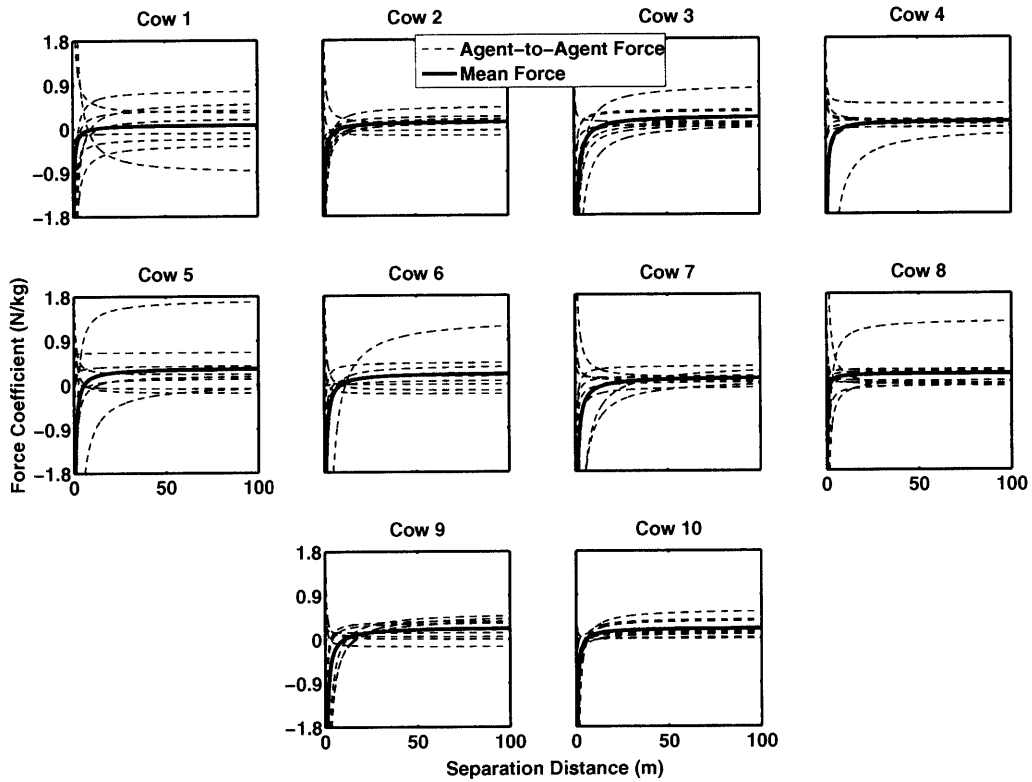 Cow 1
Cow 2
Cow 3
Cow 4
Agent-to-Agent Force
Mean Force
1.8
0.9
0
-0.9
-1.8
0
50
100
Cow 5
Cow 6
Cow 7
Cow 8
Force Coefficient (N/kg)
1.8
0.9
0
-0.9
-1.8
0
50
100
0
50
100
Cow 9
Cow 10
1.8
0.9
0
-0.9
-1.8
0
50
100
0
50
100
Separation Distance (m)